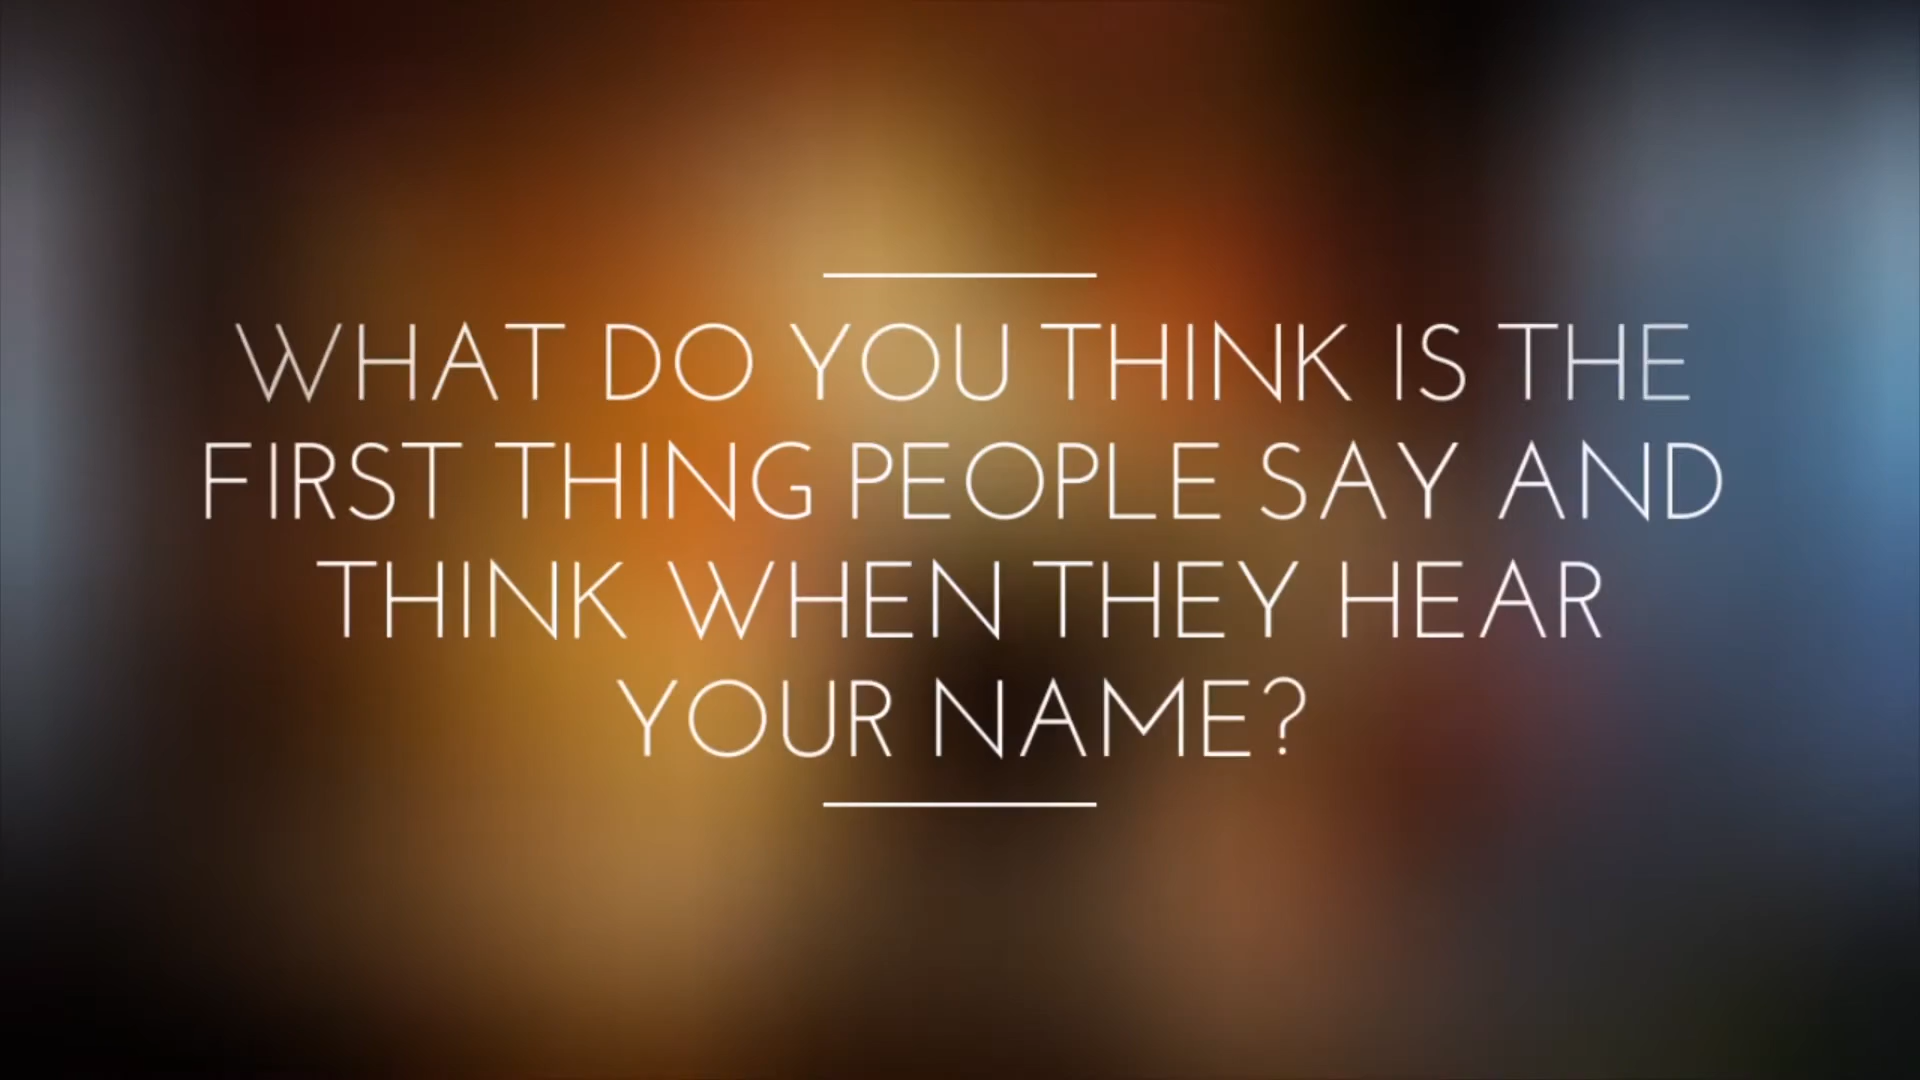 WHAT DO YOU THINK IS THE
FIRST THING PEOPLE SAY AND
THINK WHEN THEY HEAR
YOUR NAME?